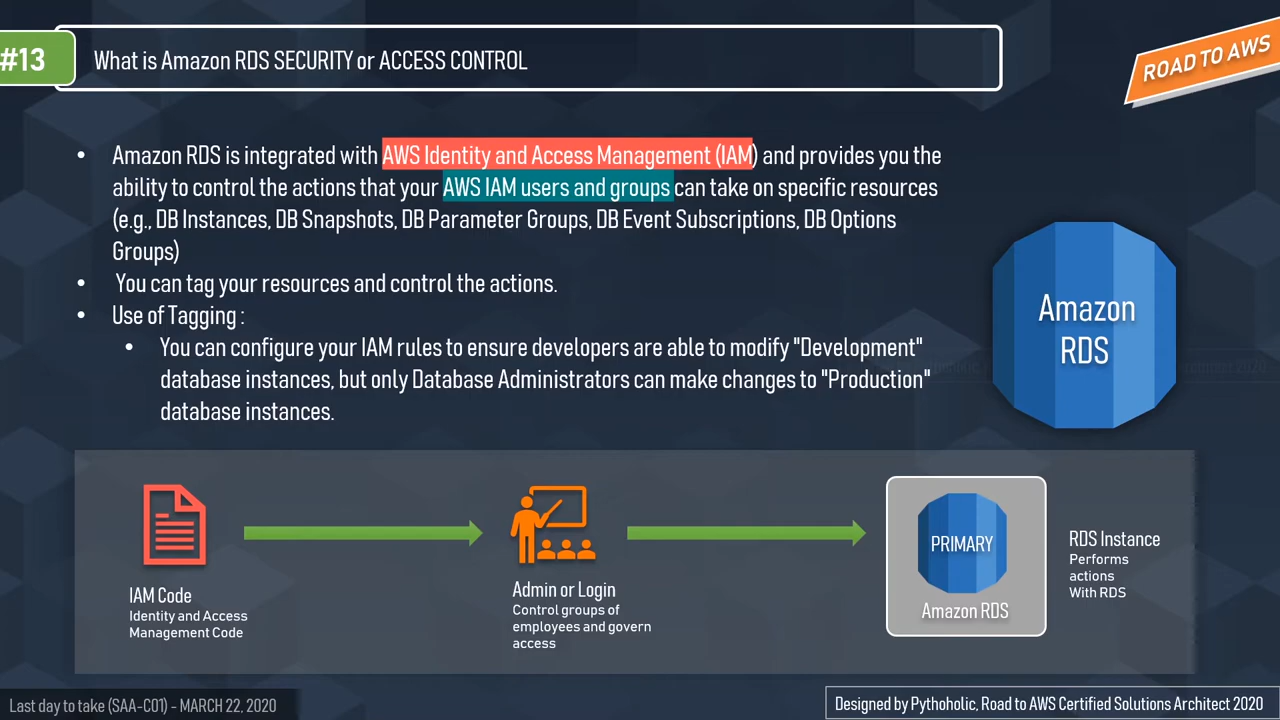 #13
What is Amazon RDS SECURITY or ACCESS CONTROL
ROAD TO AWS
• Amazon RDS is integrated with AWS Identity and Access Management (IAM) and provides you the
ability to control the actions that your AWS IAM users and groups can take on specific resources
(e.g., DB Instances, DB Snapshots, DB Parameter Groups, DB Event Subscriptions, DB Options
Groups)
• You can tag your resources and control the actions.
• Use of Tagging :
• You can configure your IAM rules to ensure developers are able to modify "Development"
database instances, but only Database Administrators can make changes to "Production"
database instances.
Amazon
RDS
IAM Code
Identity and Access
Management Code
Admin or Login
Control groups of
employees and govern
access
PRIMARY
Amazon RDS
RDS Instance
Performs
actions
With RDS
Last day to take (SAA-C01) - MARCH 22, 2020
Designed by Pythoholic, Road to AWS Certified Solutions Architect 2020